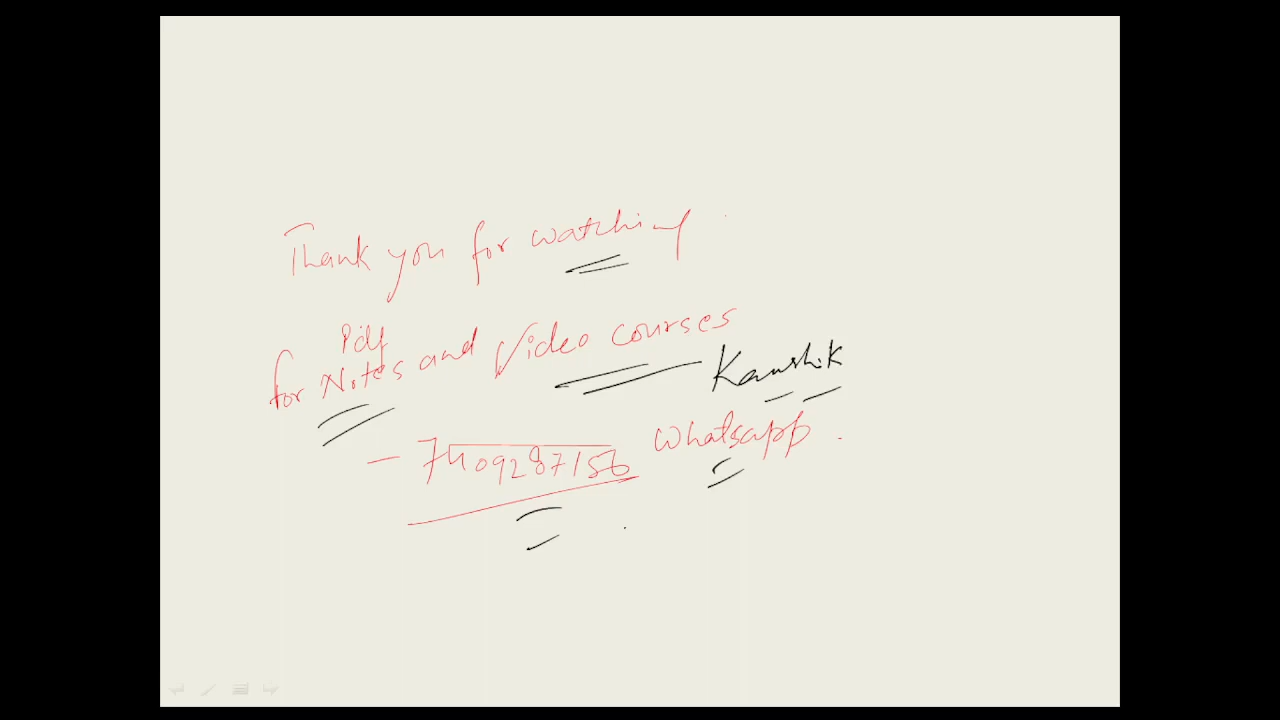 Thank you for watching
Pdf
for Notes and Video courses
Kaushik
- 7409287156 Whatsapp.